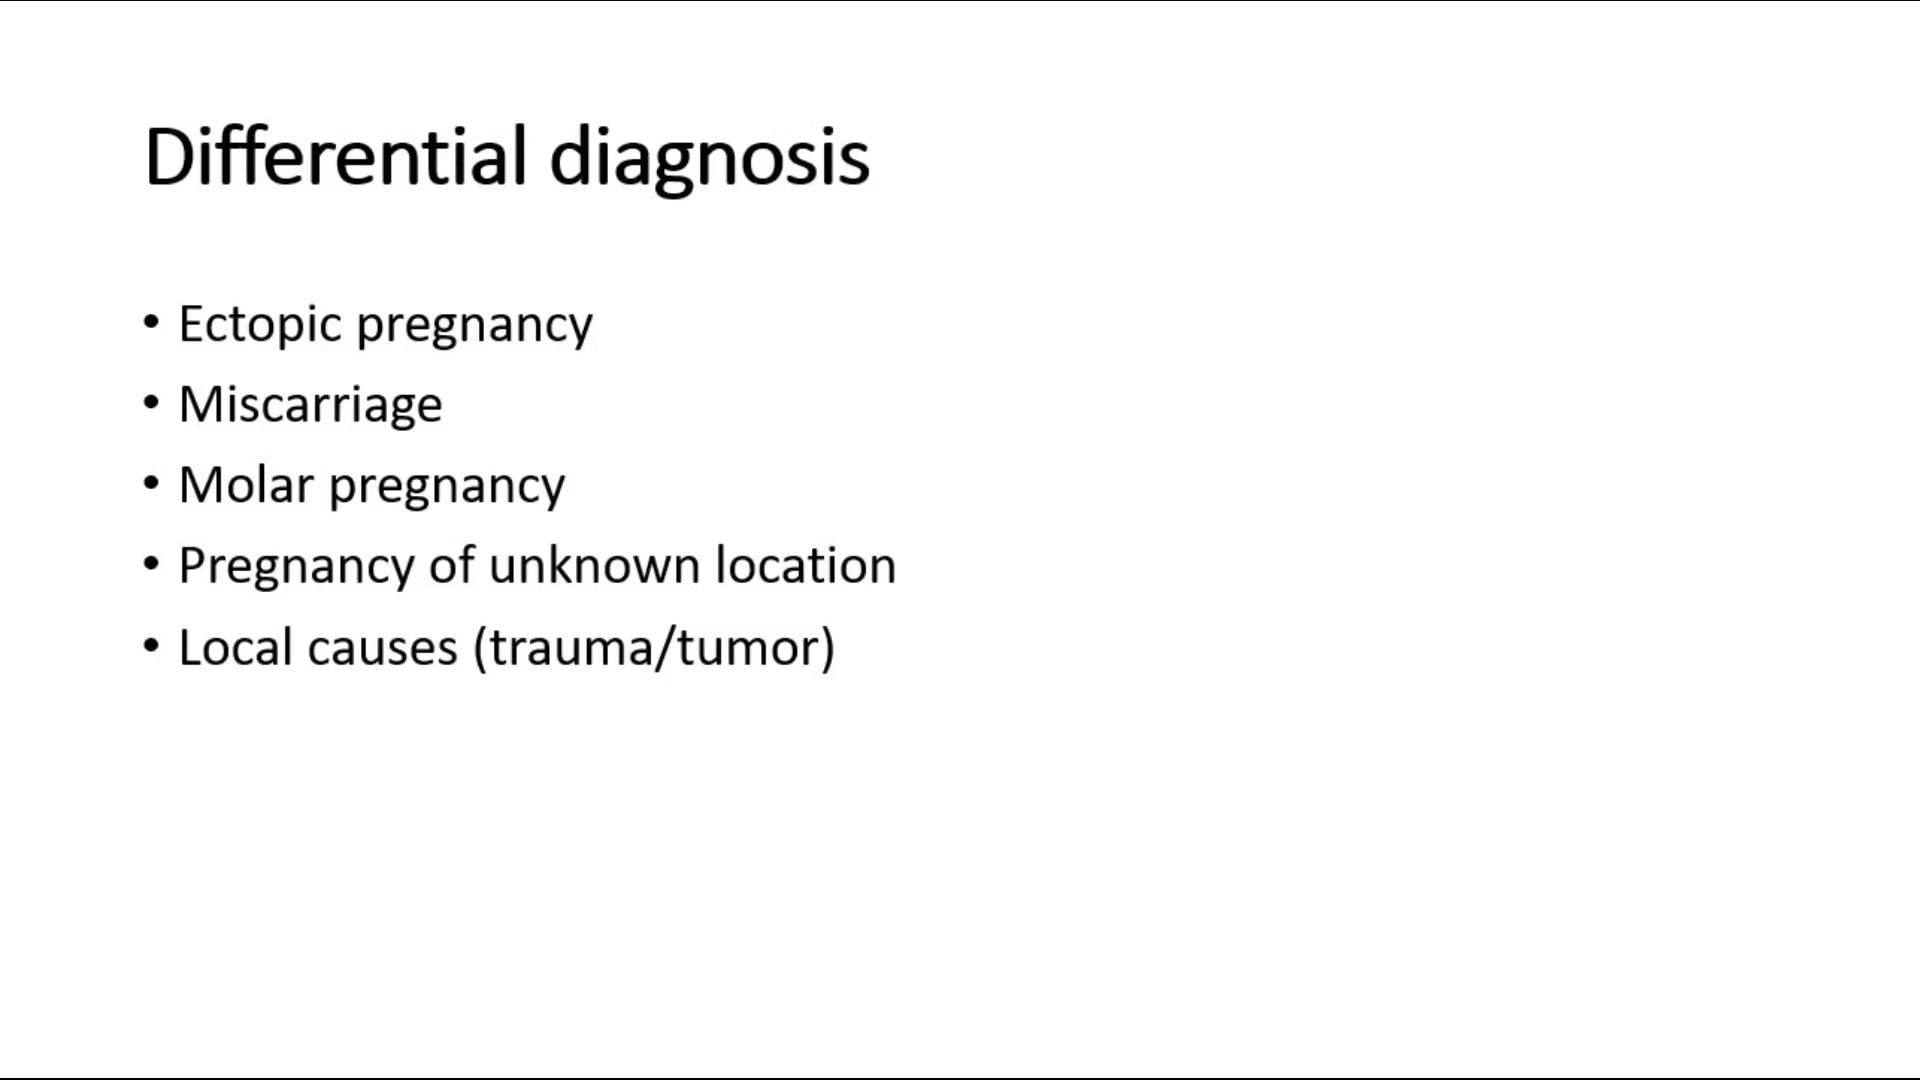 Differential diagnosis
• Ectopic pregnancy
• Miscarriage
• Molar pregnancy
• Pregnancy of unknown location
• Local causes (trauma/tumor)